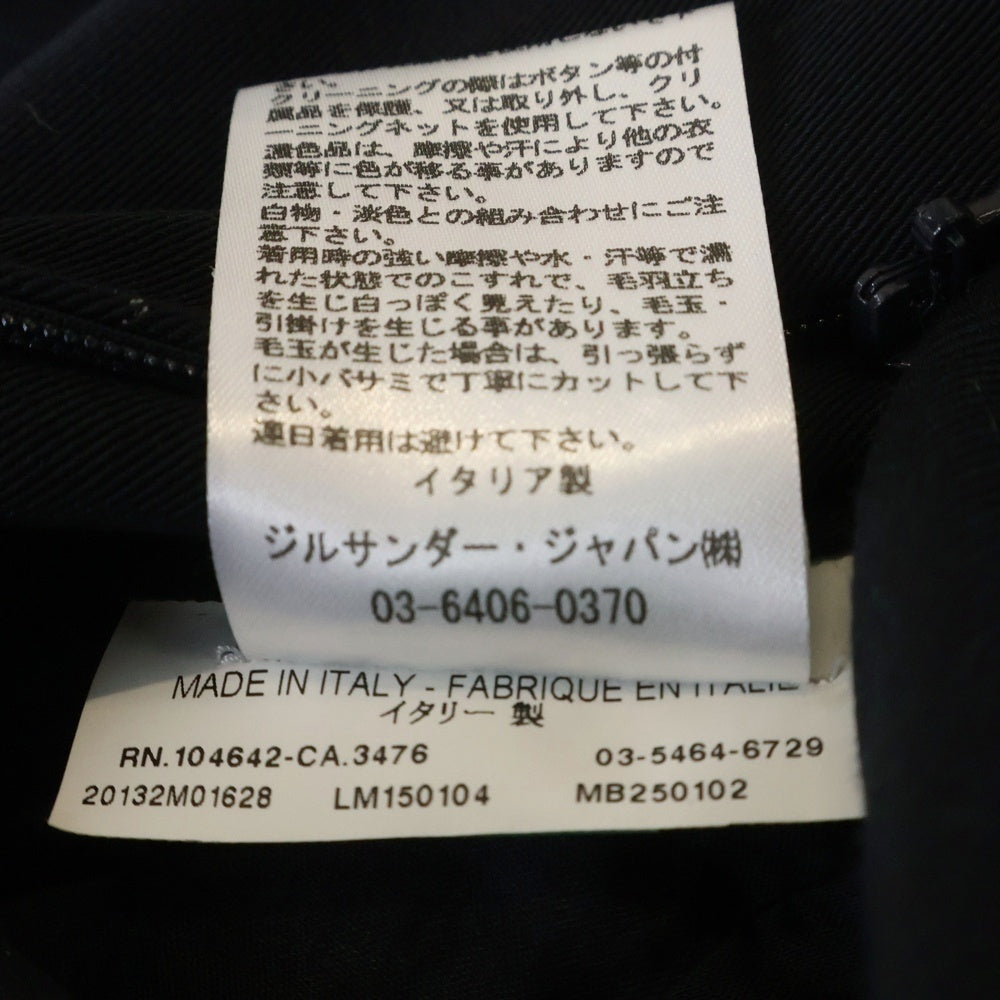 さい。
クリーニングの際はボタン等の付
属品を保護、又は取り外し、クリ
ーニングネットを使用して下さい。
濃色品は、摩擦や汗により他の衣
類等に色が移る事がありますので
注意して下さい。
白物・淡色との組み合わせにご注
意下さい。
着用時の強い摩擦や水・汗等で濡
れた状態でのこすれで、毛羽立ち
を生じ白っぽく見えたり、毛玉・
引掛けを生じる事があります。
毛玉が生じた場合は、引っ張らず
に小バサミで丁寧にカットして下
さい。
連日着用は避けて下さい。
イタリア製
ジルサンダー・ジャパン㈱
03-6406-0370
MADE IN ITALY - FABRIQUE EN ITALIE
イタリー 製
RN.104642-CA.3476 03-5464-6729
20132M01628 LM150104 MB250102